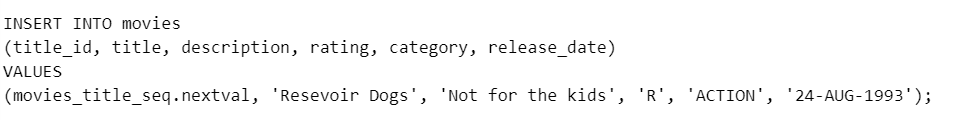 INSERT INTO movies
(title_id, title, description, rating, category, release_date)
VALUES
(movies_title_seq.nextval, 'Resevoir Dogs', 'Not for the kids', 'R', 'ACTION', '24-AUG-1993');